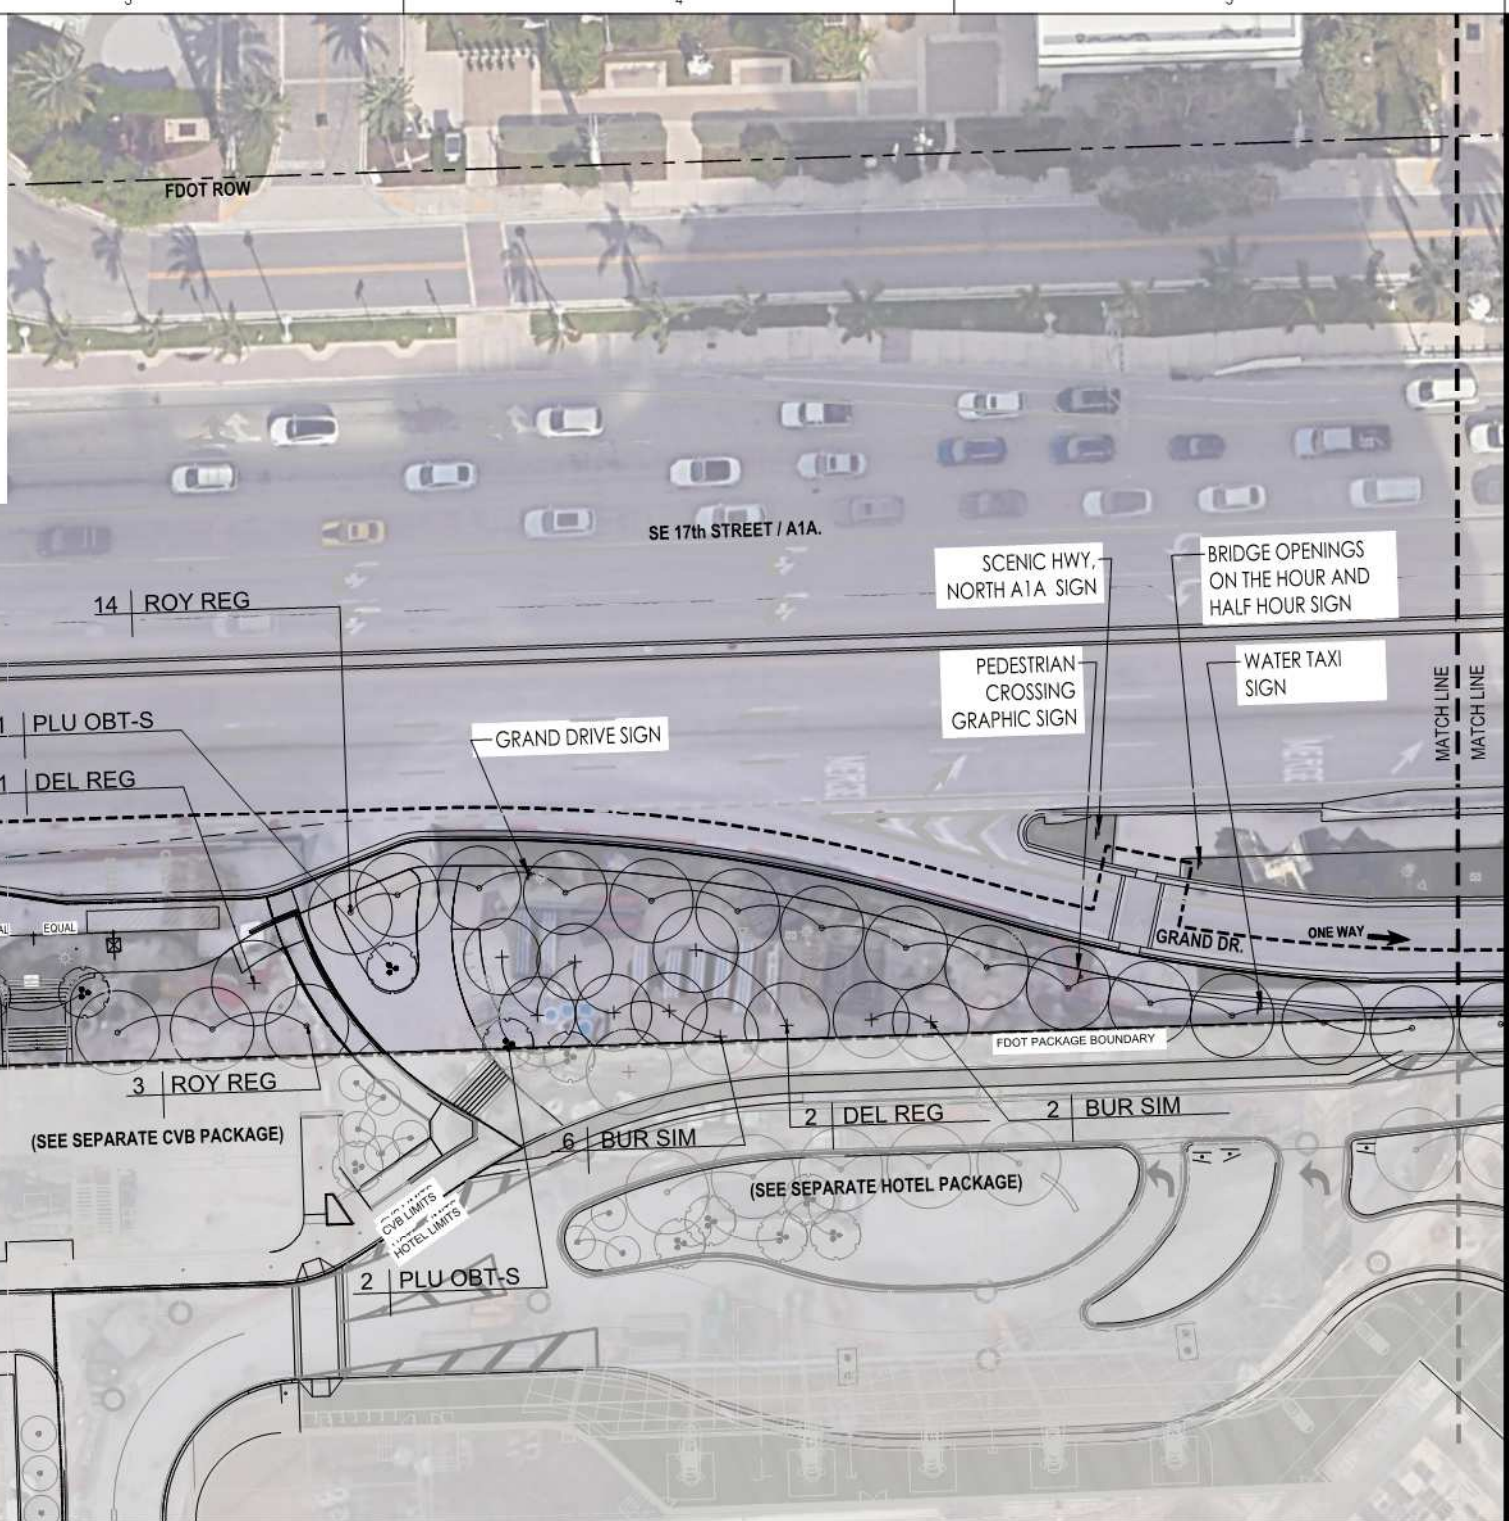 FDOT ROW
SE 17th STREET / A1A.
SCENIC HWY,
NORTH A1A SIGN
BRIDGE OPENINGS
ON THE HOUR AND
HALF HOUR SIGN
14 ROY REG
PEDESTRIAN
CROSSING
GRAPHIC SIGN
WATER TAXI
SIGN
MATCH LINE
MATCH LINE
1 PLU OBT-S
GRAND DRIVE SIGN
1 DEL REG
MERGE
MERGE
EQUAL
GRAND DR.
ONE WAY
FDOT PACKAGE BOUNDARY
3 ROY REG
(SEE SEPARATE CVB PACKAGE)
6 BUR SIM
2 DEL REG
2 BUR SIM
(SEE SEPARATE HOTEL PACKAGE)
CVB LIMITS
HOTEL LIMITS
2 PLU OBT-S